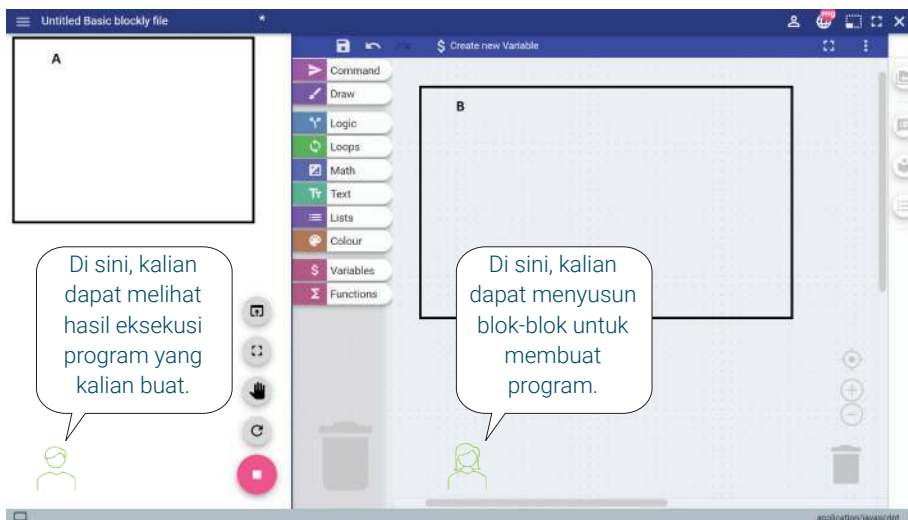 Untitled Basic blockly file *
eng
$ Create new Variable
A
Command
Draw
Logic
Loops
Math
Tт Text
Lists
Colour
$ Variables
Σ Functions
B
Di sini, kalian
dapat melihat
hasil eksekusi
program yang
kalian buat.
Di sini, kalian
dapat menyusun
blok-blok untuk
membuat
program.
application/javascript